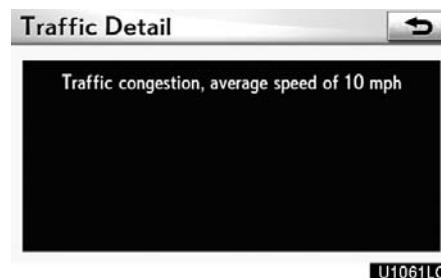 Traffic Detail
Traffic congestion, average speed of 10 mph
U1061LC